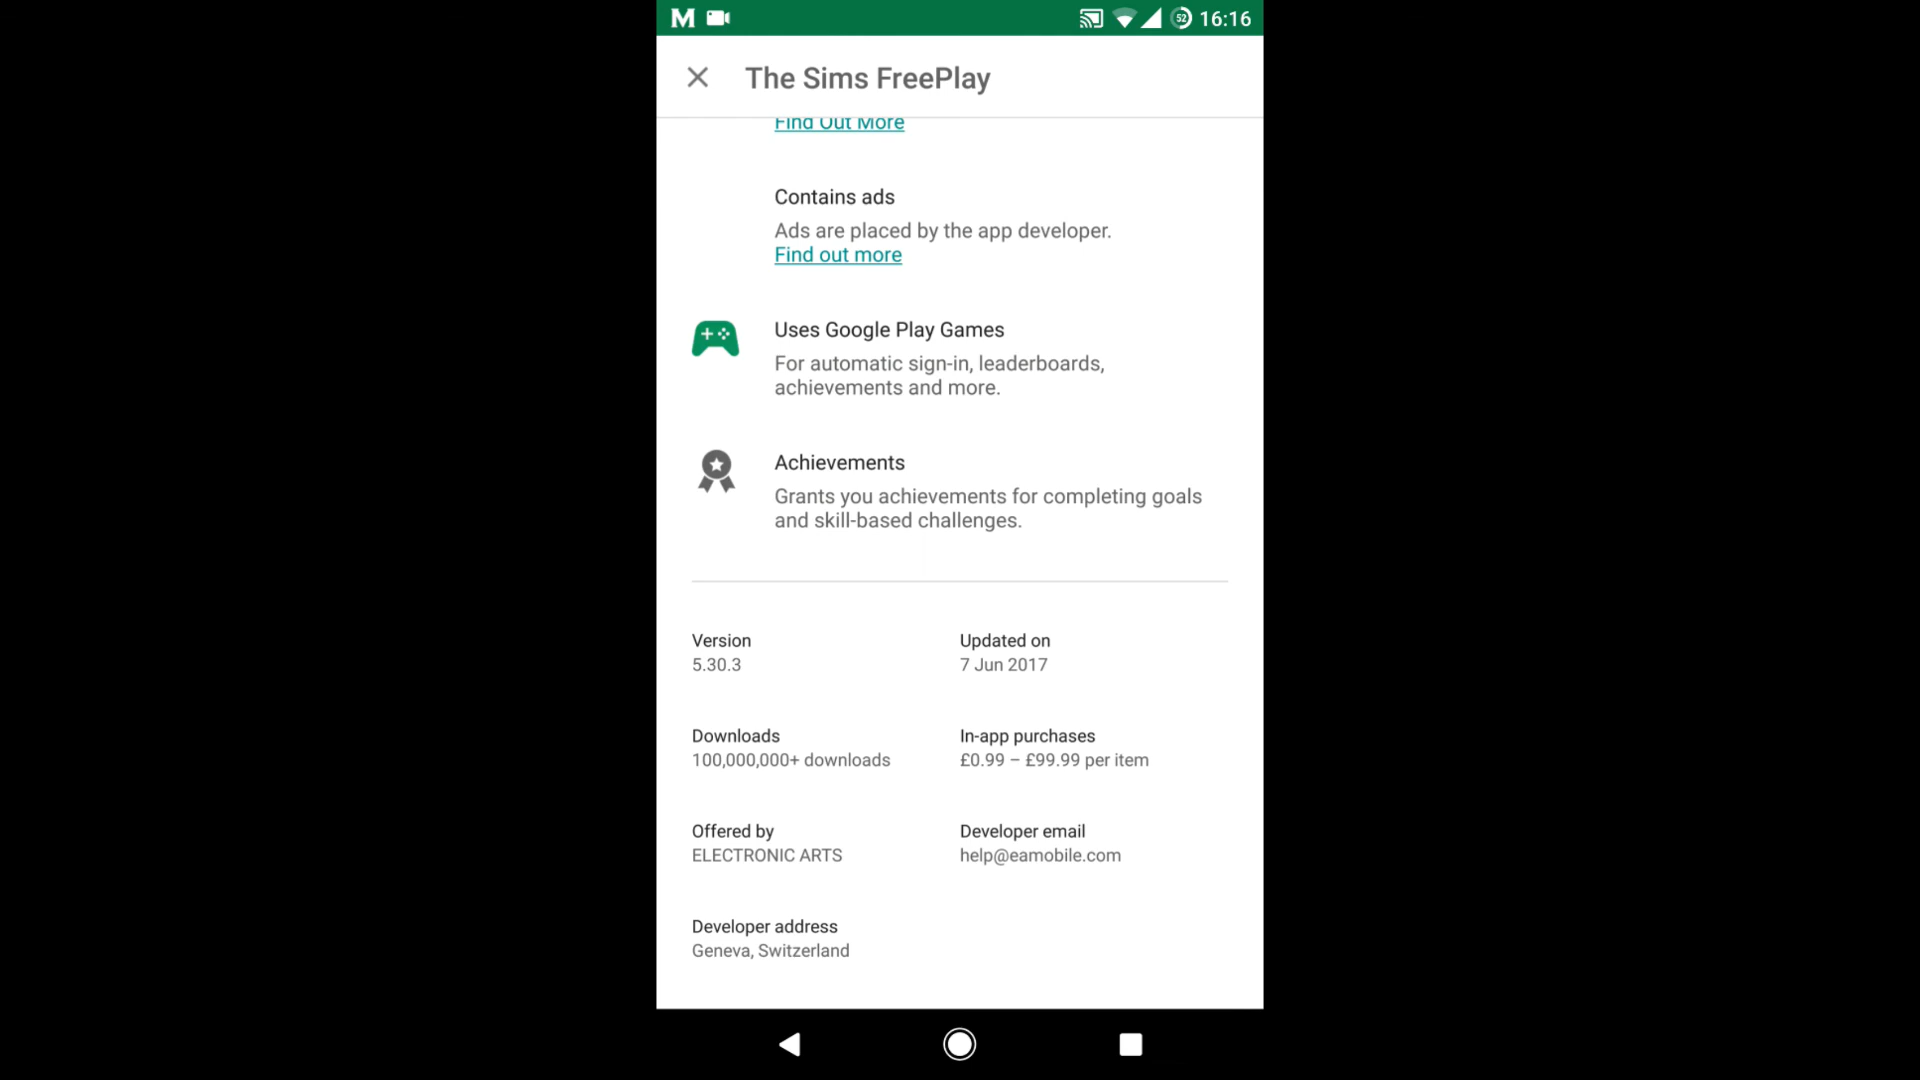 M 52 16:16
The Sims FreePlay
Find Out More
Contains ads
Ads are placed by the app developer.
Find out more
Uses Google Play Games
For automatic sign-in, leaderboards,
achievements and more.
Achievements
Grants you achievements for completing goals
and skill-based challenges.
Version
5.30.3
Updated on
7 Jun 2017
Downloads
100,000,000+ downloads
In-app purchases
£0.99 – £99.99 per item
Offered by
ELECTRONIC ARTS
Developer email
help@eamobile.com
Developer address
Geneva, Switzerland